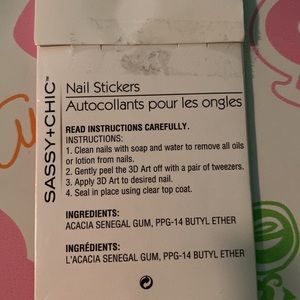 SASSY+CHIC™
Nail Stickers
Autocollants pour les ongles
READ INSTRUCTIONS CAREFULLY.
INSTRUCTIONS:
1. Clean nails with soap and water to remove all oils
or lotion from nails.
2. Gently peel the 3D Art off with a pair of tweezers.
3. Apply 3D Art to desired nail.
4. Seal in place using clear top coat.
INGREDIENTS:
ACACIA SENEGAL GUM, PPG-14 BUTYL ETHER
INGRÉDIENTS:
L'ACACIA SENEGAL GUM, PPG-14 BUTYL ETHER